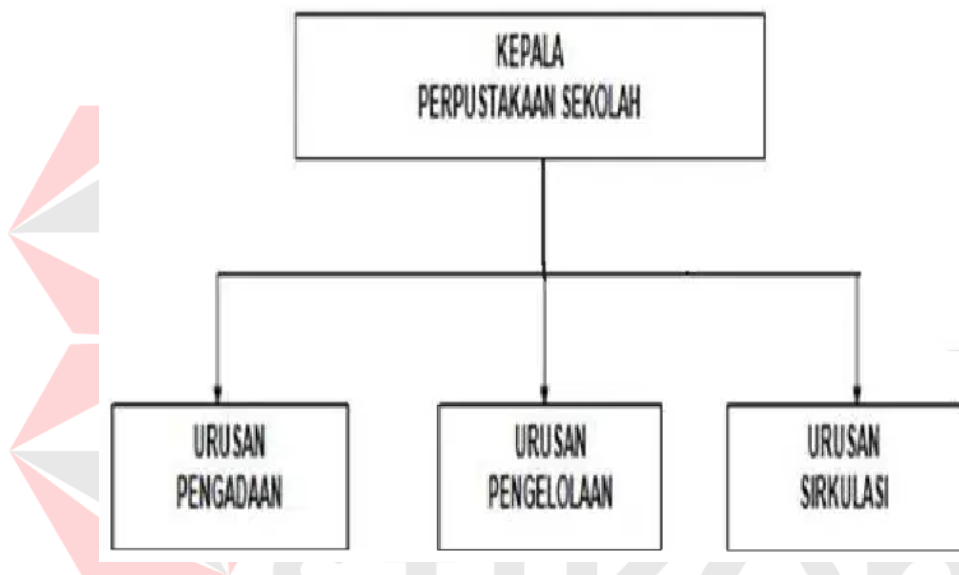 KEPALA
PERPUSTAKAAN SEKOLAH
URUSAN
PENGADAAN
URUSAN
PENGELOLAAN
URUSAN
SIRKULASI